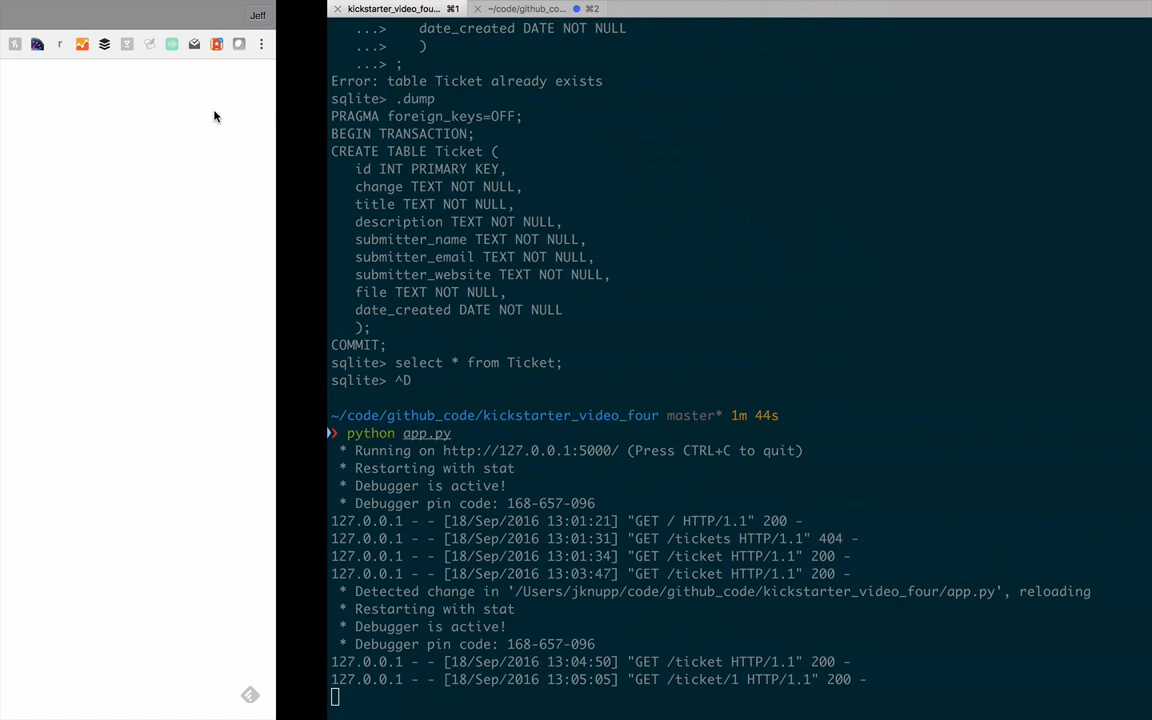 Jeff
kickstarter_video_fou... ⌘1
~/code/github_co... ⌘2
...> date_created DATE NOT NULL
...> )
...> ;
Error: table Ticket already exists
sqlite> .dump
PRAGMA foreign_keys=OFF;
BEGIN TRANSACTION;
CREATE TABLE Ticket (
id INT PRIMARY KEY,
change TEXT NOT NULL,
title TEXT NOT NULL,
description TEXT NOT NULL,
submitter_name TEXT NOT NULL,
submitter_email TEXT NOT NULL,
submitter_website TEXT NOT NULL,
file TEXT NOT NULL,
date_created DATE NOT NULL
);
COMMIT;
sqlite> select * from Ticket;
sqlite> ^D
~/code/github_code/kickstarter_video_four master* 1m 44s
❯ python app.py
* Running on http://127.0.0.1:5000/ (Press CTRL+C to quit)
* Restarting with stat
* Debugger is active!
* Debugger pin code: 168-657-096
127.0.0.1 - - [18/Sep/2016 13:01:21] "GET / HTTP/1.1" 200 -
127.0.0.1 - - [18/Sep/2016 13:01:31] "GET /tickets HTTP/1.1" 404 -
127.0.0.1 - - [18/Sep/2016 13:01:34] "GET /ticket HTTP/1.1" 200 -
127.0.0.1 - - [18/Sep/2016 13:03:47] "GET /ticket HTTP/1.1" 200 -
* Detected change in '/Users/jknupp/code/github_code/kickstarter_video_four/app.py', reloading
* Restarting with stat
* Debugger is active!
* Debugger pin code: 168-657-096
127.0.0.1 - - [18/Sep/2016 13:04:50] "GET /ticket HTTP/1.1" 200 -
127.0.0.1 - - [18/Sep/2016 13:05:05] "GET /ticket/1 HTTP/1.1" 200 -